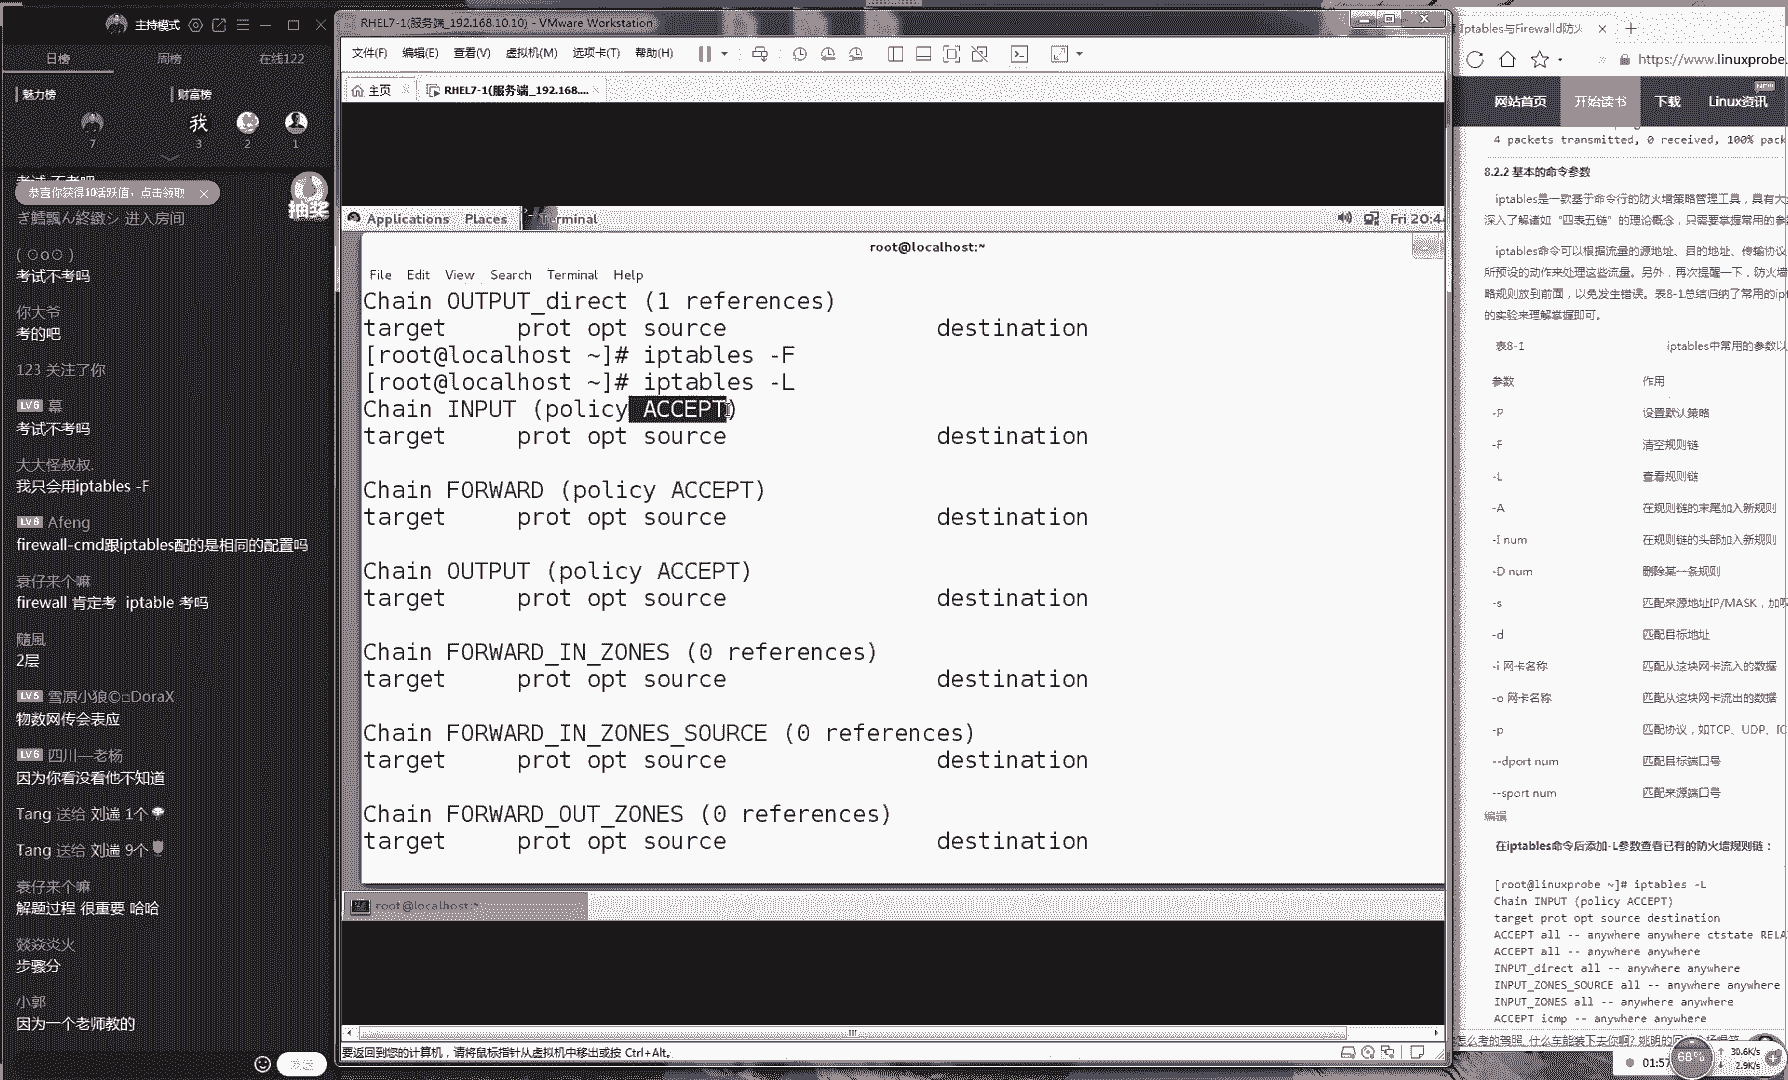 主持模式
日榜 周榜 在线122
魅力榜 财富榜
我
7 3 2 1
恭喜你获得10活跃值，点击领取
抽奖
进入房间
( ○o○ )
考试不考吗
你大爷
考的吧
123 关注了你
LV6 幕
考试不考吗
大大怪叔叔.
我只会用iptables -F
LV6 Afeng
firewall-cmd跟iptables配的是相同的配置吗
衰仔来个嘛
firewall 肯定考 iptable 考吗
隨風
2层
LV5 雪原小狼©□DoraX
物数网传会表应
LV6 四川—老杨
因为你看没看他不知道
Tang 送给 刘遄 1个
Tang 送给 刘遄 9个
衰仔来个嘛
解题过程 很重要 哈哈
燚焱炎火
步骤分
小郭
因为一个老师教的
发送
RHEL7-1(服务端_192.168.10.10) - VMware Workstation
文件(F) 编辑(E) 查看(V) 虚拟机(M) 选项卡(T) 帮助(H)
主页 RHEL7-1(服务端_192.168....
Applications Places Terminal Fri 20:4
root@localhost:~
File Edit View Search Terminal Help
Chain OUTPUT_direct (1 references)
target prot opt source destination
[root@localhost ~]# iptables -F
[root@localhost ~]# iptables -L
Chain INPUT (policy ACCEPT)
target prot opt source destination
Chain FORWARD (policy ACCEPT)
target prot opt source destination
Chain OUTPUT (policy ACCEPT)
target prot opt source destination
Chain FORWARD_IN_ZONES (0 references)
target prot opt source destination
Chain FORWARD_IN_ZONES_SOURCE (0 references)
target prot opt source destination
Chain FORWARD_OUT_ZONES (0 references)
target prot opt source destination
root@localhost:~
要返回到您的计算机，请将鼠标指针从虚拟机中移出或按 Ctrl+Alt。
Iptables与Firewalld防火
https://www.linuxprobe.
网站首页 开始读书 下载 Linux资讯
NEW
4 packets transmitted, 0 received, 100% pack
8.2.2 基本的命令参数
iptables是一款基于命令行的防火墙策略管理工具，具有大
深入了解诸如“四表五链”的理论概念，只需要掌握常用的参
iptables命令可以根据流量的源地址、目的地址、传输协议
所预设的动作来处理这些流量。另外，再次提醒一下，防火墙
略规则放到前面，以免发生错误。表8-1总结归纳了常用的ipt
的实验来理解掌握即可。
表8-1 iptables中常用的参数以
参数 作用
-P 设置默认策略
-F 清空规则链
-L 查看规则链
-A 在规则链的末尾加入新规则
-I num 在规则链的头部加入新规则
-D num 删除某一条规则
-s 匹配来源地址IP/MASK，加
-d 匹配目标地址
-i 网卡名称 匹配从这块网卡流入的数据
-o 网卡名称 匹配从这块网卡流出的数据
-p 匹配协议，如TCP、UDP、IC
--dport num 匹配目标端口号
--sport num 匹配来源端口号
编辑
在iptables命令后添加-L参数查看已有的防火墙规则链：
[root@linuxprobe ~]# iptables -L
Chain INPUT (policy ACCEPT)
target prot opt source destination
ACCEPT all -- anywhere anywhere ctstate RELA
ACCEPT all -- anywhere anywhere
INPUT_direct all -- anywhere anywhere
INPUT_ZONES_SOURCE all -- anywhere anywhere
INPUT_ZONES all -- anywhere anywhere
ACCEPT icmp -- anywhere anywhere
怎么考的驾照
01:57
68%
30.6K/s
2.9K/s